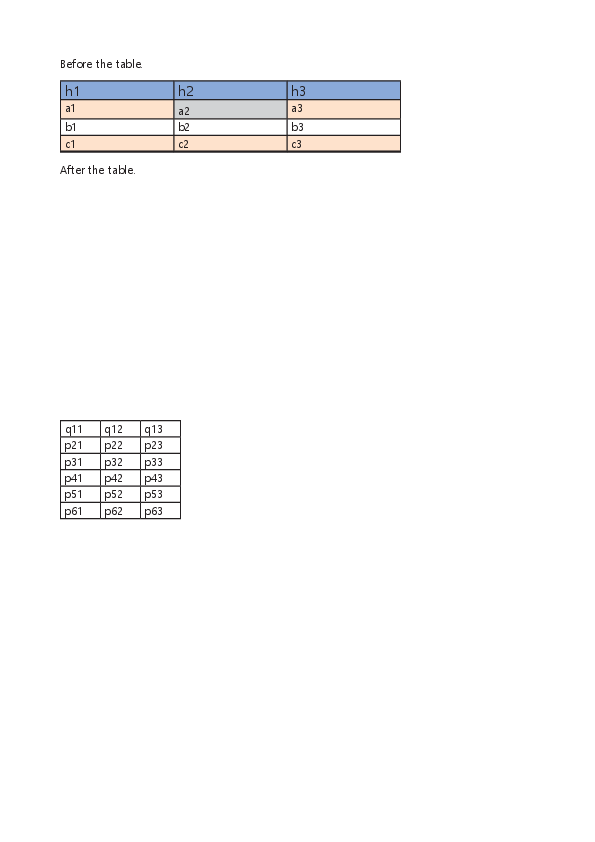 Before the table.
h1 h2 h3
a1 a2 a3
b1 b2 b3
c1 c2 c3
After the table.
q11 q12 q13
p21 p22 p23
p31 p32 p33
p41 p42 p43
p51 p52 p53
p61 p62 p63